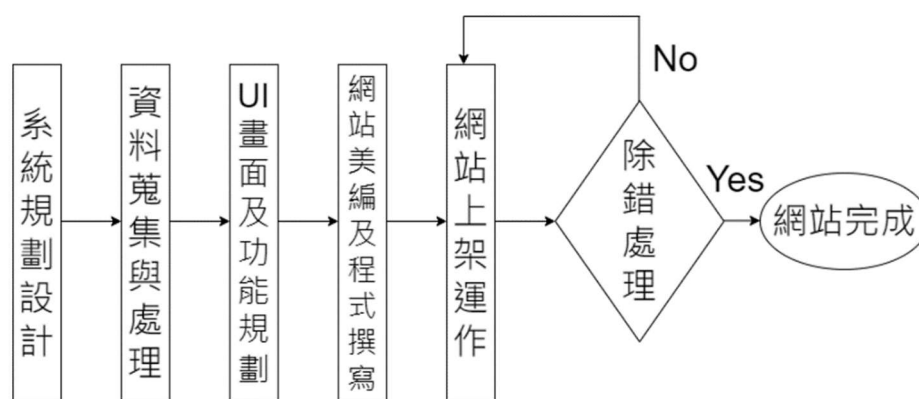 系統規劃設計
資料蒐集與處理
UI畫面及功能規劃
網站美編及程式撰寫
網站上架運作
除錯處理
No
Yes
網站完成